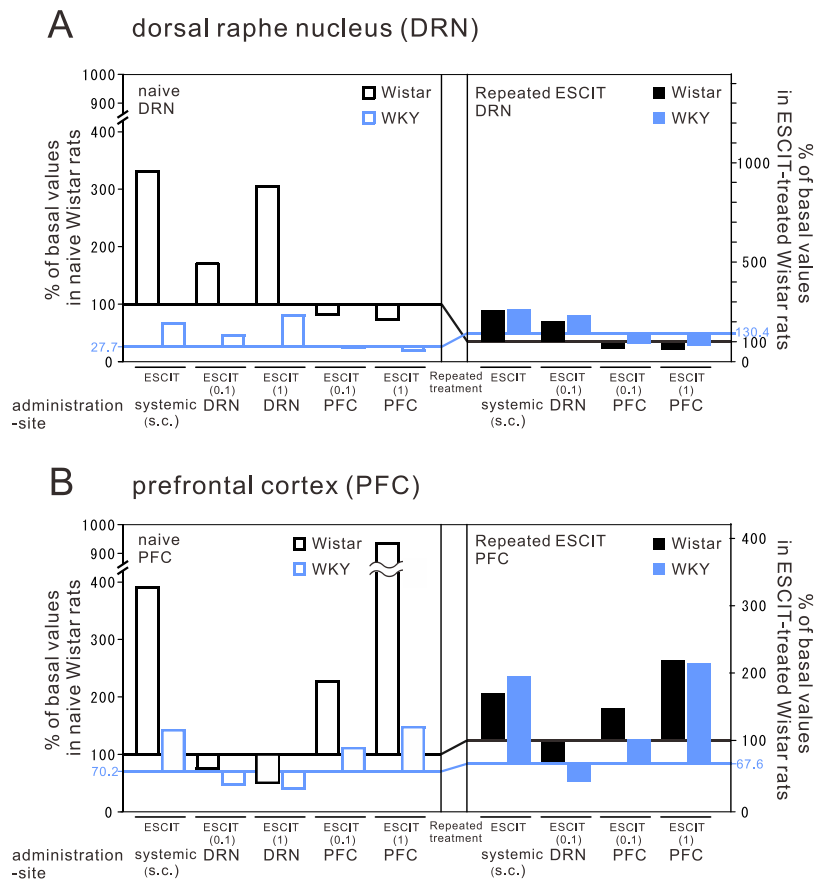 A dorsal raphe nucleus (DRN)
% of basal values
in naive Wistar rats
1000
900
400
300
200
100
0
27.7
naive
DRN
Wistar
WKY
Repeated ESCIT
DRN
Wistar
WKY
1000
500
130.4
100
0
% of basal values
in ESCIT-treated Wistar rats
administration
-site
ESCIT
systemic
(s.c.)
ESCIT
(0.1)
DRN
ESCIT
(1)
DRN
ESCIT
(0.1)
PFC
ESCIT
(1)
PFC
Repeated
treatment
ESCIT
systemic
(s.c.)
ESCIT
(0.1)
DRN
ESCIT
(0.1)
PFC
ESCIT
(1)
PFC
B prefrontal cortex (PFC)
% of basal values
in naive Wistar rats
1000
900
400
300
200
100
0
70.2
naive
PFC
Wistar
WKY
Repeated ESCIT
PFC
Wistar
WKY
400
300
200
100
67.6
0
% of basal values
in ESCIT-treated Wistar rats
administration
-site
ESCIT
systemic
(s.c.)
ESCIT
(0.1)
DRN
ESCIT
(1)
DRN
ESCIT
(0.1)
PFC
ESCIT
(1)
PFC
Repeated
treatment
ESCIT
systemic
(s.c.)
ESCIT
(0.1)
DRN
ESCIT
(0.1)
PFC
ESCIT
(1)
PFC